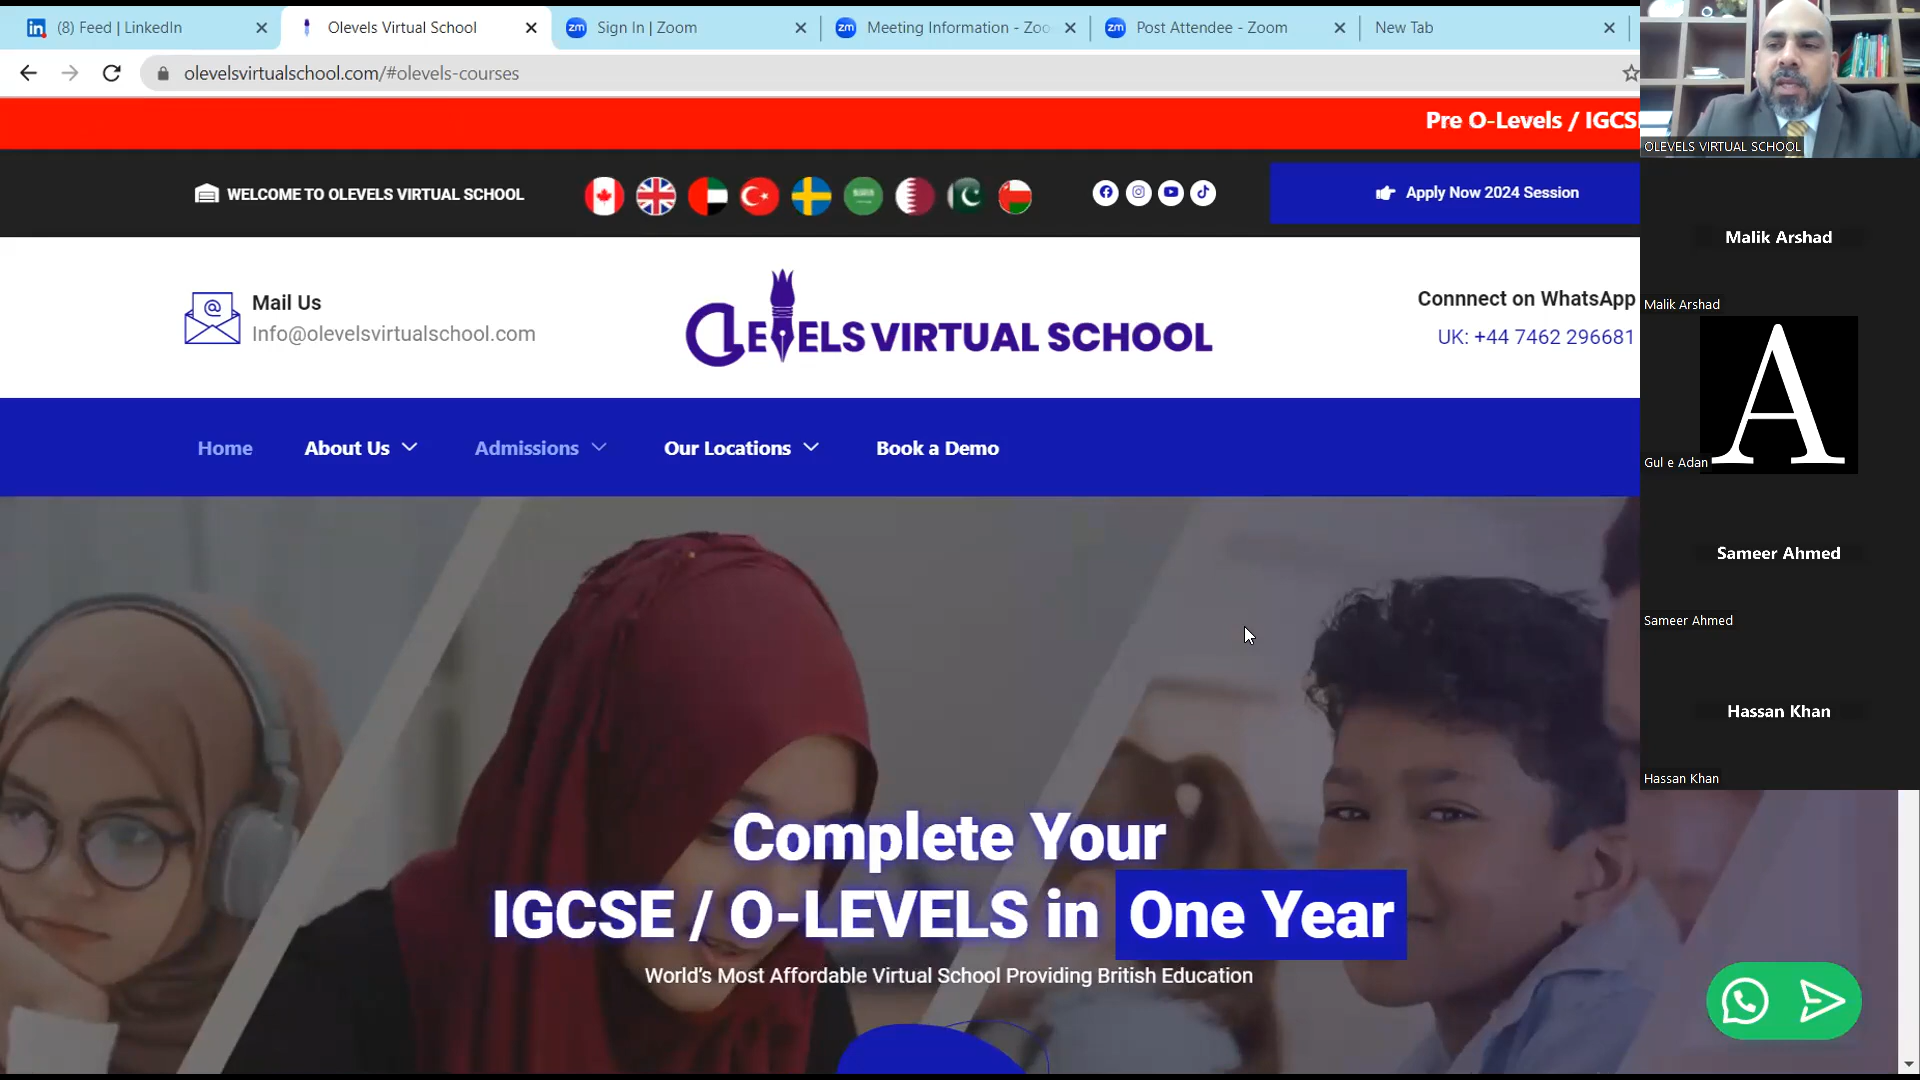 (8) Feed | LinkedIn
Olevels Virtual School
zm Sign In | Zoom
zm Meeting Information - Zoo
zm Post Attendee - Zoom
New Tab
olevelsvirtualschool.com/#olevels-courses
Pre O-Levels / IGCS
WELCOME TO OLEVELS VIRTUAL SCHOOL
Apply Now 2024 Session
Mail Us
Info@olevelsvirtualschool.com
OLEVELS VIRTUAL SCHOOL
Connnect on WhatsApp
UK: +44 7462 296681
Home
About Us
Admissions
Our Locations
Book a Demo
Complete Your
IGCSE / O-LEVELS in One Year
World's Most Affordable Virtual School Providing British Education
OLEVELS VIRTUAL SCHOOL
Malik Arshad
Malik Arshad
A
Gul e Adan
Sameer Ahmed
Sameer Ahmed
Hassan Khan
Hassan Khan